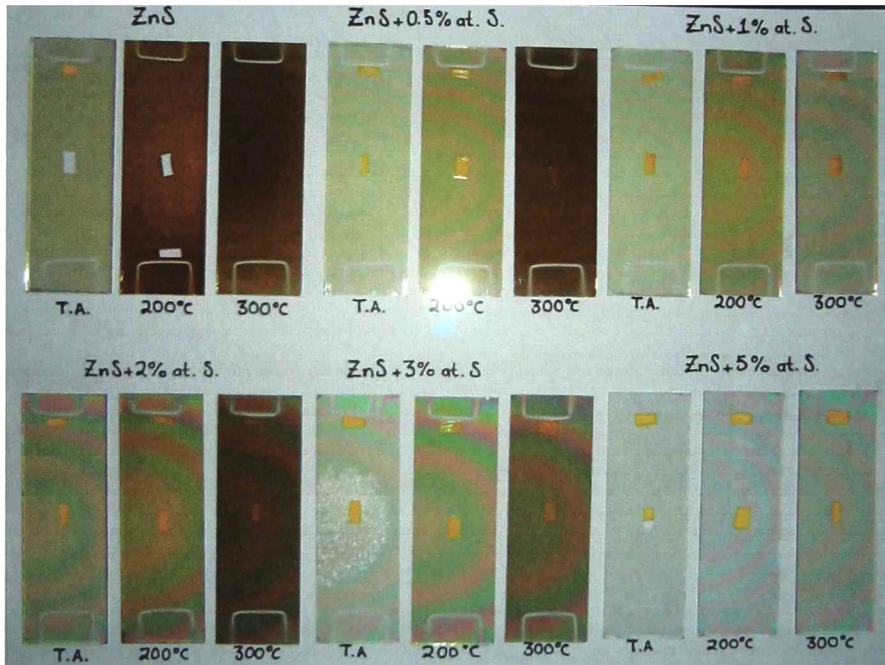 ZnS
ZnS+0.5% at. S.
ZnS+1% at. S.
T.A. 200°C 300°C
T.A. 200°C 300°C
T.A. 200°C 300°C
ZnS+2% at. S.
ZnS+3% at. S
ZnS+5% at. S.
T.A. 200°C 300°C
T.A 200°C 300°C
T.A 200°C 300°C